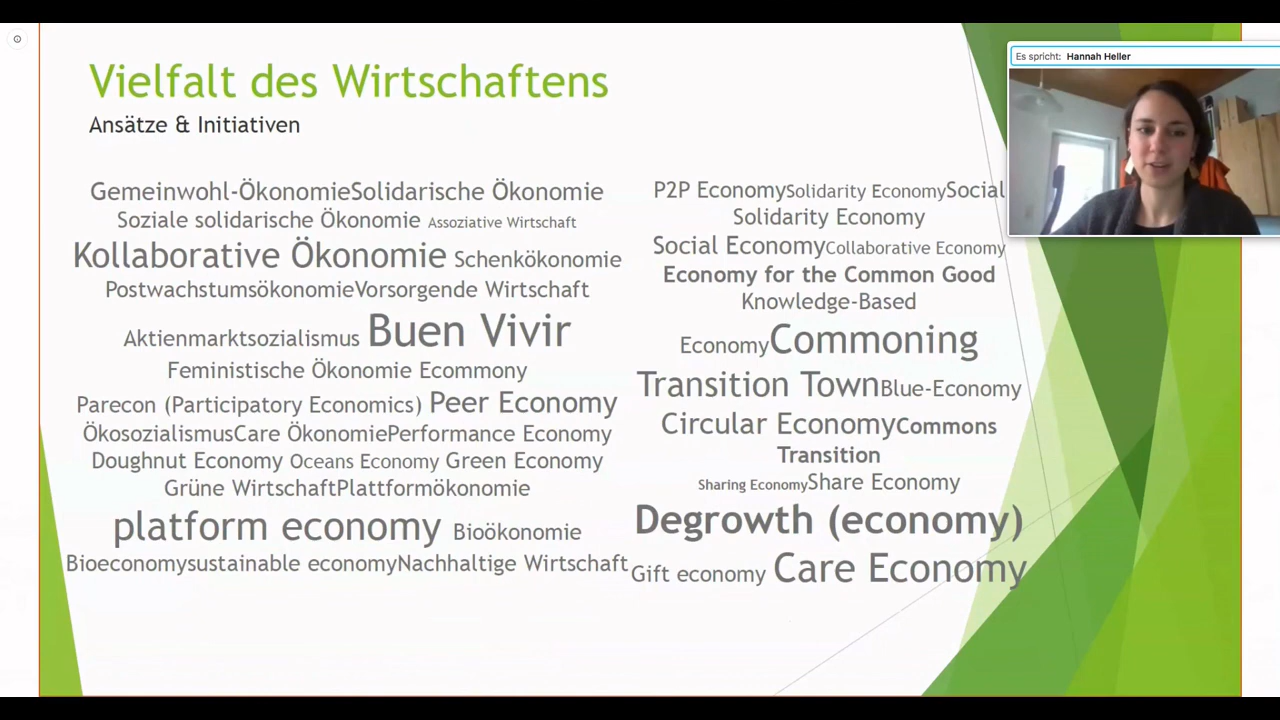 Vielfalt des Wirtschaftens
Ansätze & Initiativen
Gemeinwohl-ÖkonomieSolidarische Ökonomie
Soziale solidarische Ökonomie Assoziative Wirtschaft
Kollaborative Ökonomie Schenkökonomie
PostwachstumsökonomieVorsorgende Wirtschaft
Aktienmarktsozialismus Buen Vivir
Feministische Ökonomie Ecommony
Parecon (Participatory Economics) Peer Economy
ÖkosozialismusCare ÖkonomiePerformance Economy
Doughnut Economy Oceans Economy Green Economy
Grüne WirtschaftPlattformökonomie
platform economy Bioökonomie
Bioeconomysustainable economyNachhaltige Wirtschaft
P2P EconomySolidarity EconomySocial
Solidarity Economy
Social EconomyCollaborative Economy
Economy for the Common Good
Knowledge-Based
EconomyCommoning
Transition TownBlue-Economy
Circular EconomyCommons
Transition
Sharing EconomyShare Economy
Degrowth (economy)
Gift economy Care Economy
Es spricht: Hannah Heller